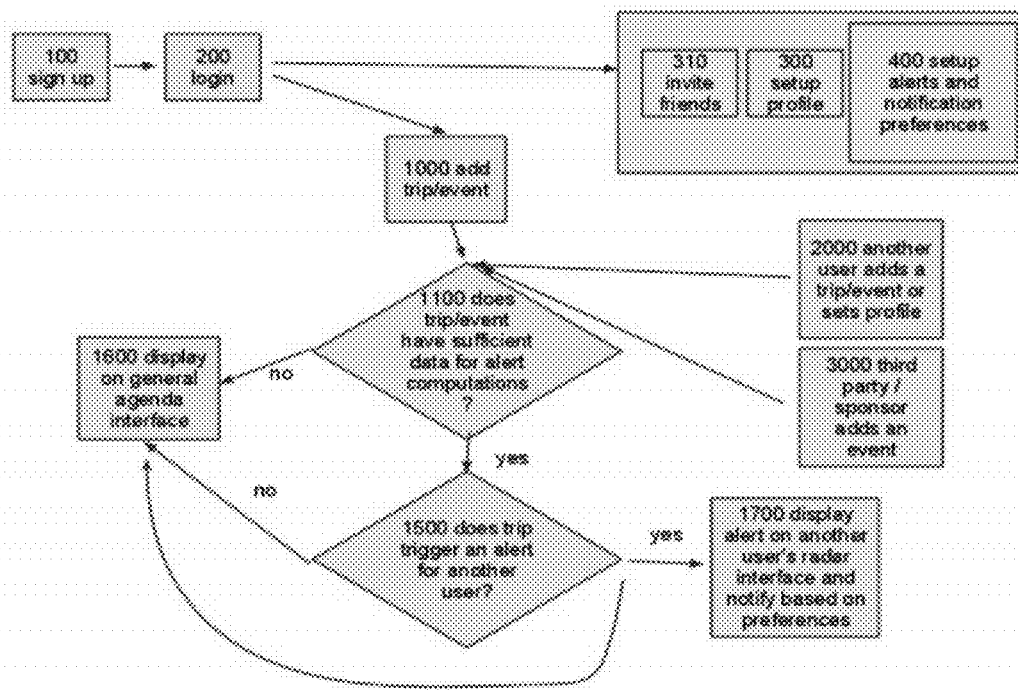 100
sign up
200
login
310
invite
friends
300
setup
profile
400 setup
alerts and
notification
preferences
1000 add
trip/event
2000 another
user adds a
trip/event or
sets profile
1100 does
trip/event
have sufficient
data for alert
computations
?
1600 display
on general
agenda
interface
no
3000 third
party /
sponsor
adds an
event
yes
no
1500 does trip
trigger an alert
for another
user?
yes
1700 display
alert on another
user's radar
interface and
notify based on
preferences